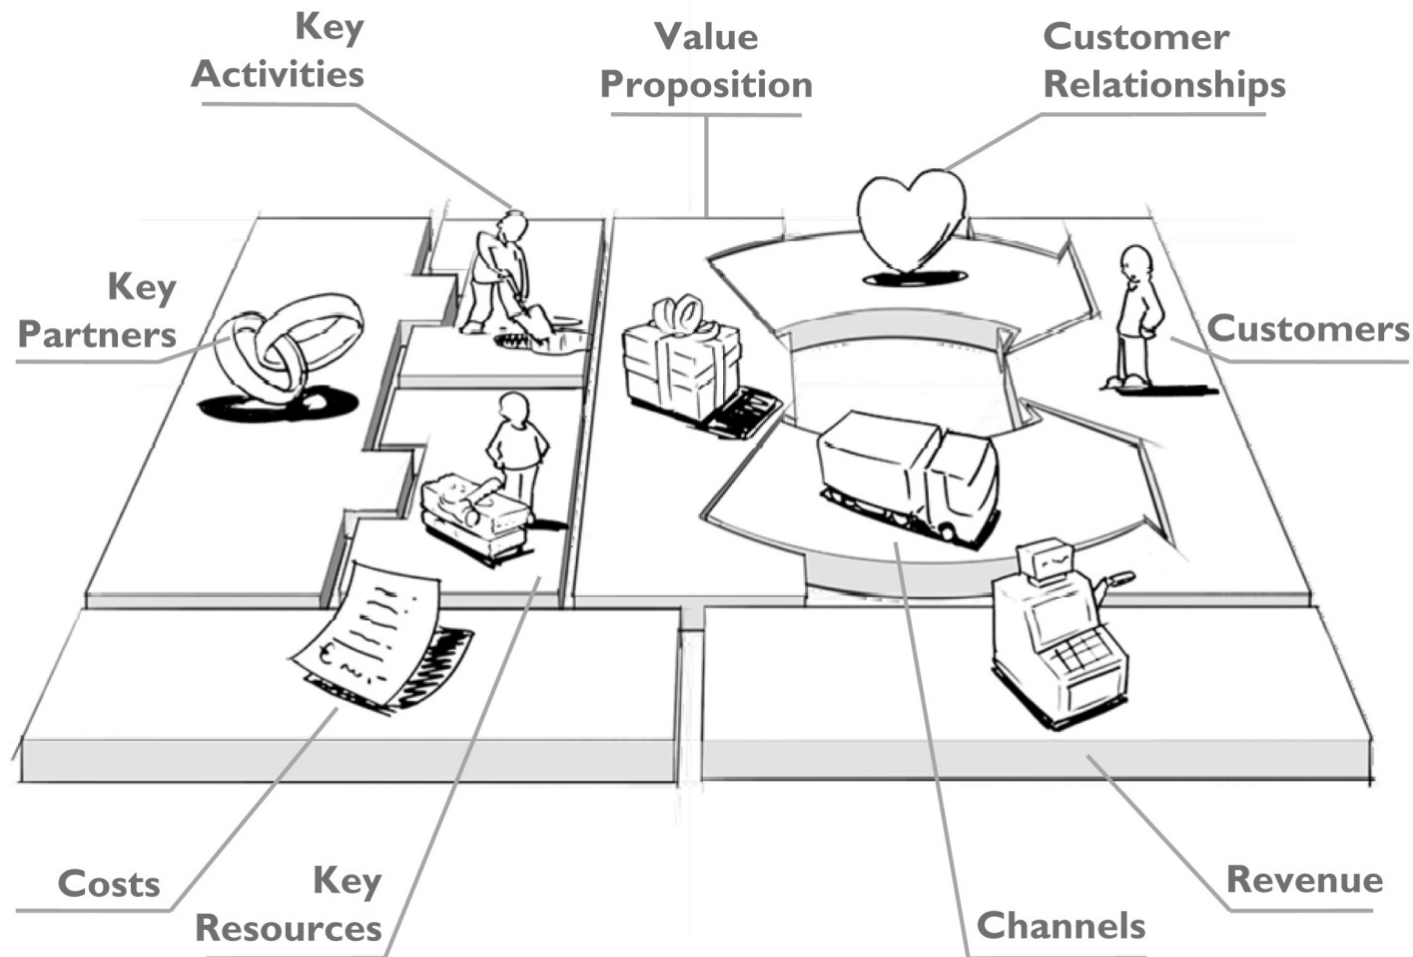 Key
Activities
Value
Proposition
Customer
Relationships
Key
Partners
Customers
Costs
Key
Resources
Channels
Revenue